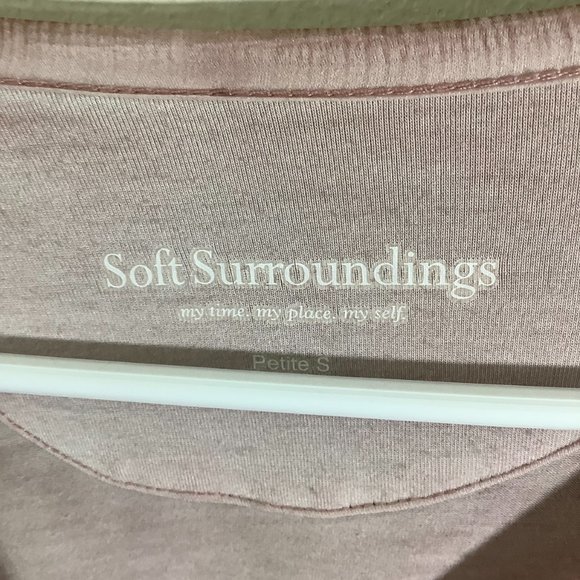 Soft Surroundings
my time. my place. my self.
Petite S